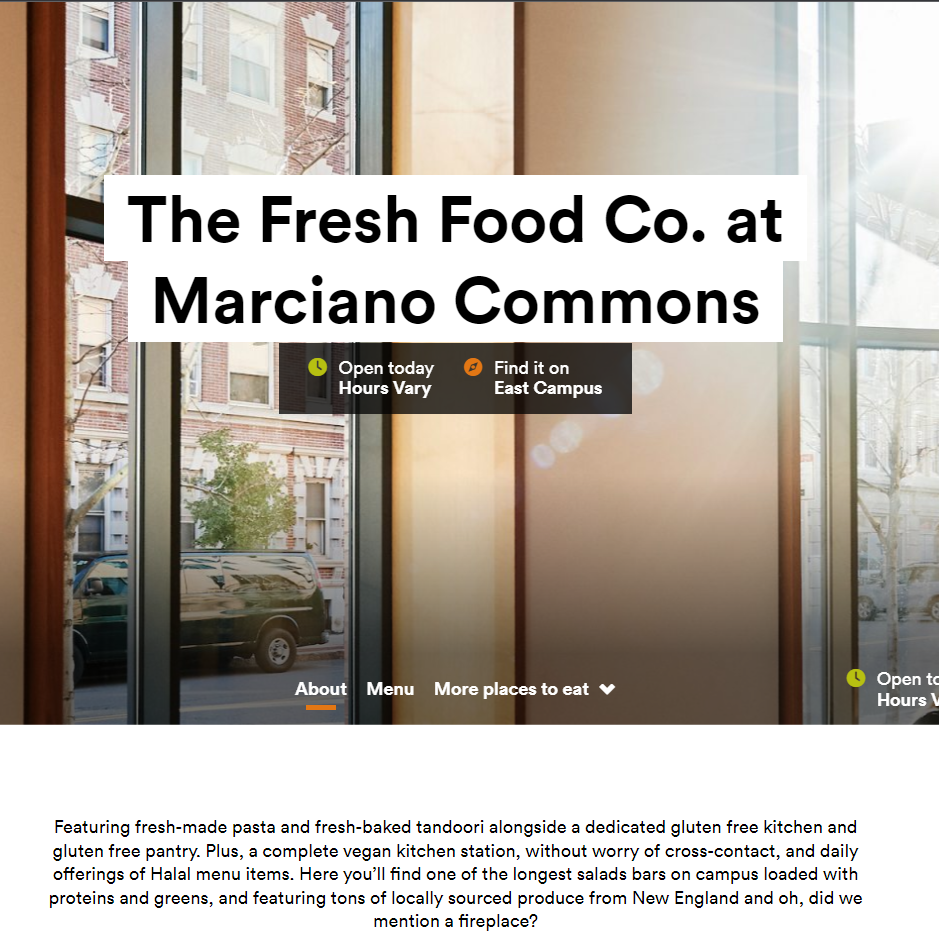 The Fresh Food Co. at
Marciano Commons
Open today
Hours Vary
Find it on
East Campus
About Menu More places to eat
Open to
Hours V
Featuring fresh-made pasta and fresh-baked tandoori alongside a dedicated gluten free kitchen and
gluten free pantry. Plus, a complete vegan kitchen station, without worry of cross-contact, and daily
offerings of Halal menu items. Here you’ll find one of the longest salads bars on campus loaded with
proteins and greens, and featuring tons of locally sourced produce from New England and oh, did we
mention a fireplace?